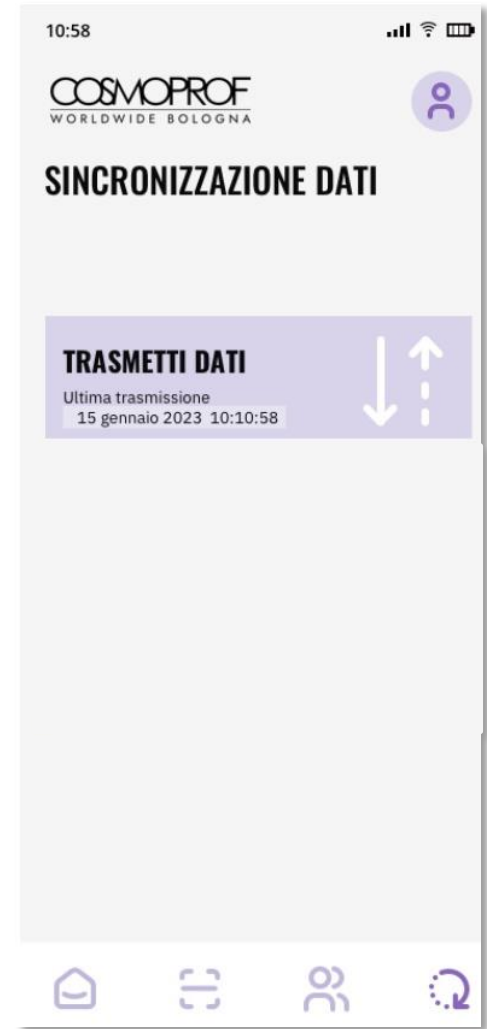 10:58
COSMOPROF
WORLDWIDE BOLOGNA
SINCRONIZZAZIONE DATI
TRASMETTI DATI
Ultima trasmissione
15 gennaio 2023 10:10:58